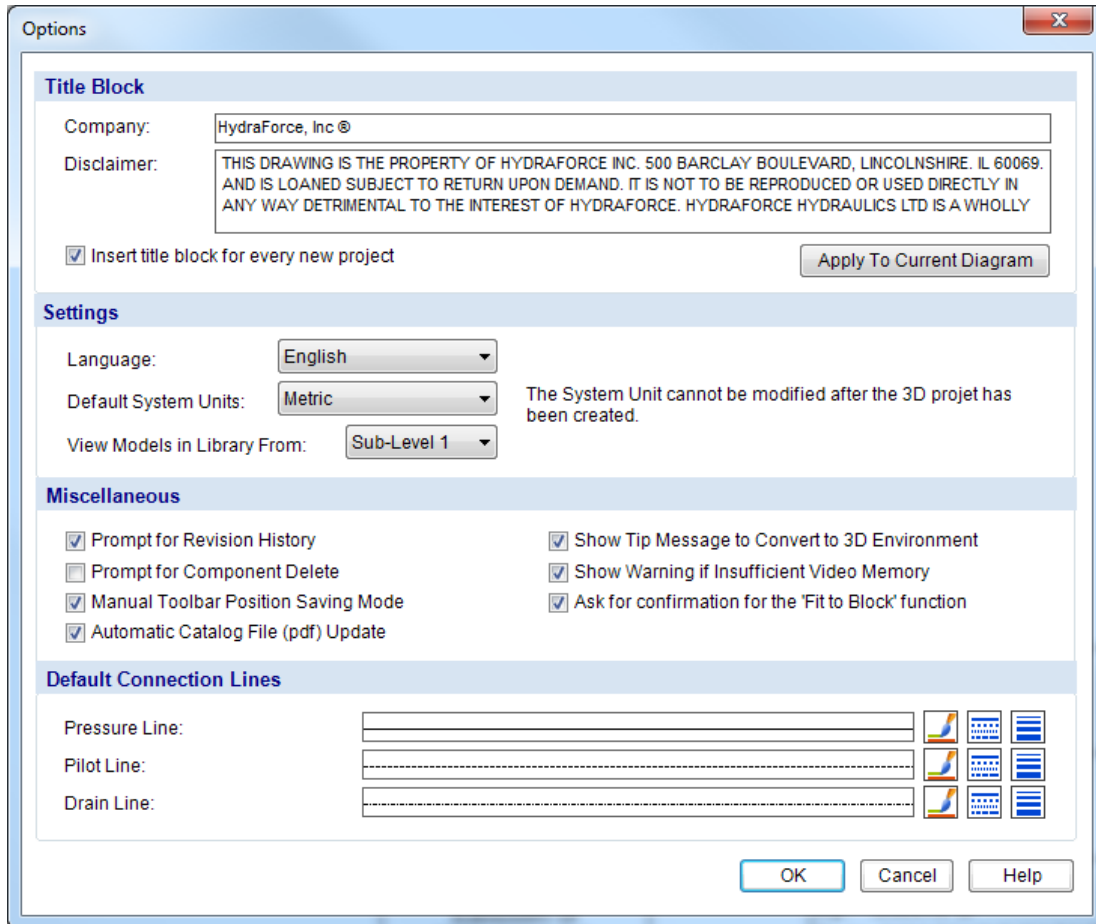 Options
Title Block
Company: HydraForce, Inc ®
Disclaimer: THIS DRAWING IS THE PROPERTY OF HYDRAFORCE INC. 500 BARCLAY BOULEVARD, LINCOLNSHIRE. IL 60069.
AND IS LOANED SUBJECT TO RETURN UPON DEMAND. IT IS NOT TO BE REPRODUCED OR USED DIRECTLY IN
ANY WAY DETRIMENTAL TO THE INTEREST OF HYDRAFORCE. HYDRAFORCE HYDRAULICS LTD IS A WHOLLY
Insert title block for every new project
Apply To Current Diagram
Settings
Language: English
Default System Units: Metric
The System Unit cannot be modified after the 3D projet has
been created.
View Models in Library From: Sub-Level 1
Miscellaneous
Prompt for Revision History
Prompt for Component Delete
Manual Toolbar Position Saving Mode
Automatic Catalog File (pdf) Update
Show Tip Message to Convert to 3D Environment
Show Warning if Insufficient Video Memory
Ask for confirmation for the 'Fit to Block' function
Default Connection Lines
Pressure Line:
Pilot Line:
Drain Line:
OK
Cancel
Help